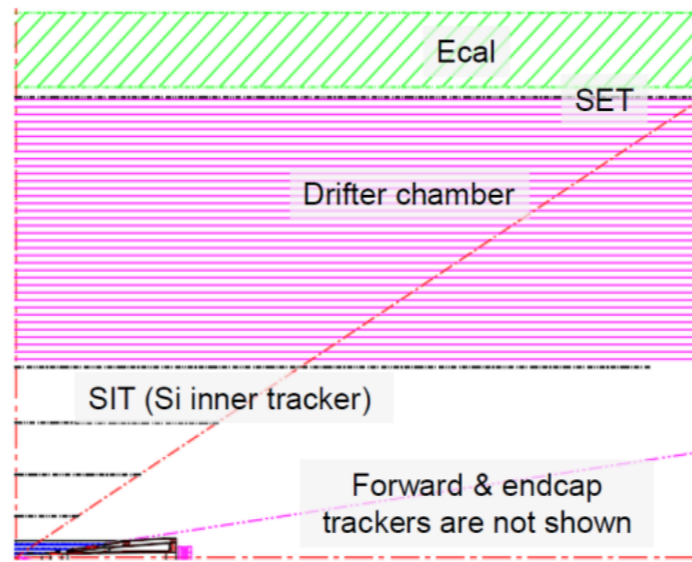 Ecal
SET
Drifter chamber
SIT (Si inner tracker)
Forward & endcap
trackers are not shown